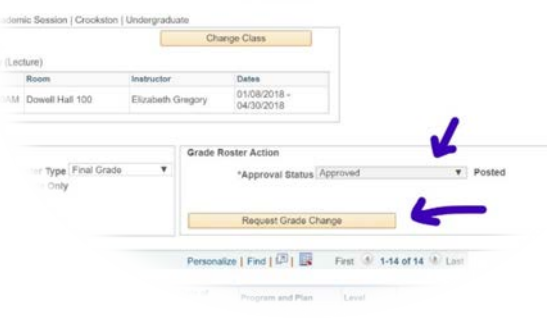 ademic Session | Crookston | Undergraduate
Change Class
(Lecture)
Room Instructor Dates
AM Dowell Hall 100 Elizabeth Gregory 01/08/2018 -
04/30/2018
Grade Roster Action
Type Final Grade *Approval Status Approved Posted
Only
Request Grade Change
Personalize | Find | First 1-14 of 14 Last
Program and Plan Level